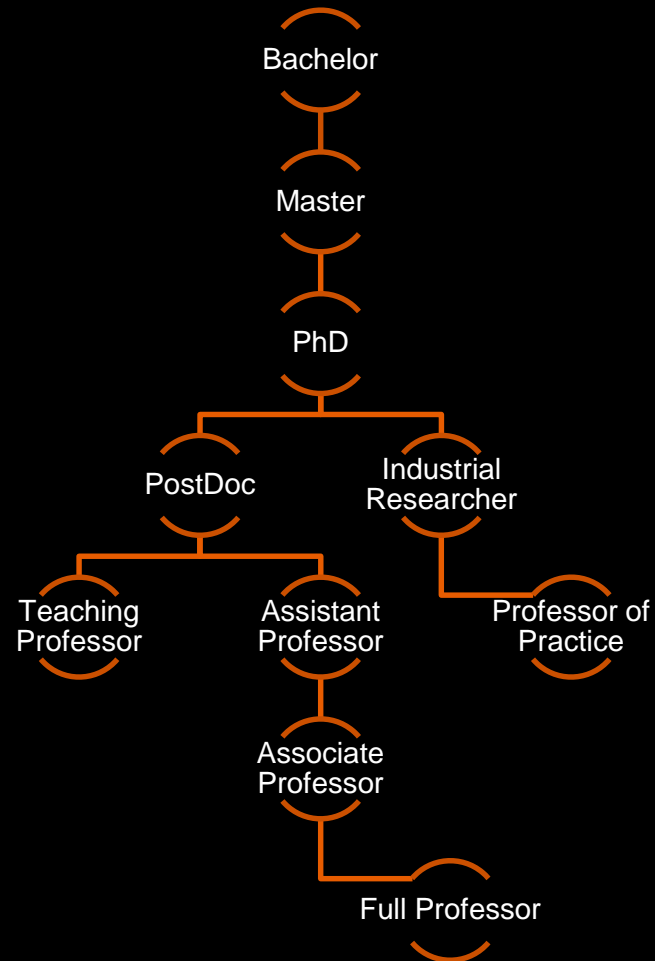 Bachelor
Master
PhD
PostDoc
Industrial
Researcher
Teaching
Professor
Assistant
Professor
Professor of
Practice
Associate
Professor
Full Professor